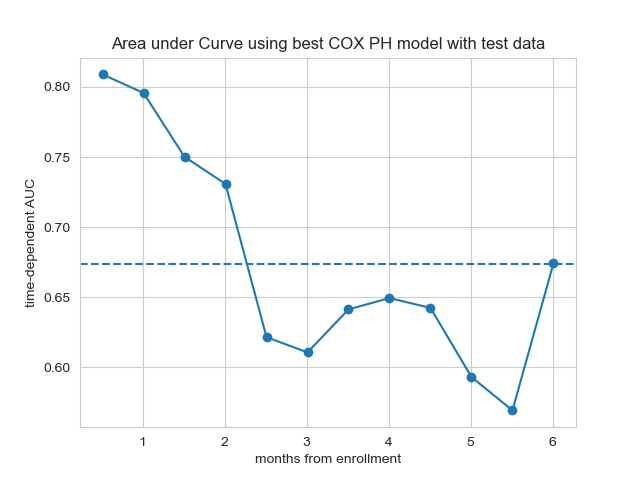 Area under Curve using best COX PH model with test data
time-dependent AUC
0.80
0.75
0.70
0.65
0.60
1 2 3 4 5 6
months from enrollment